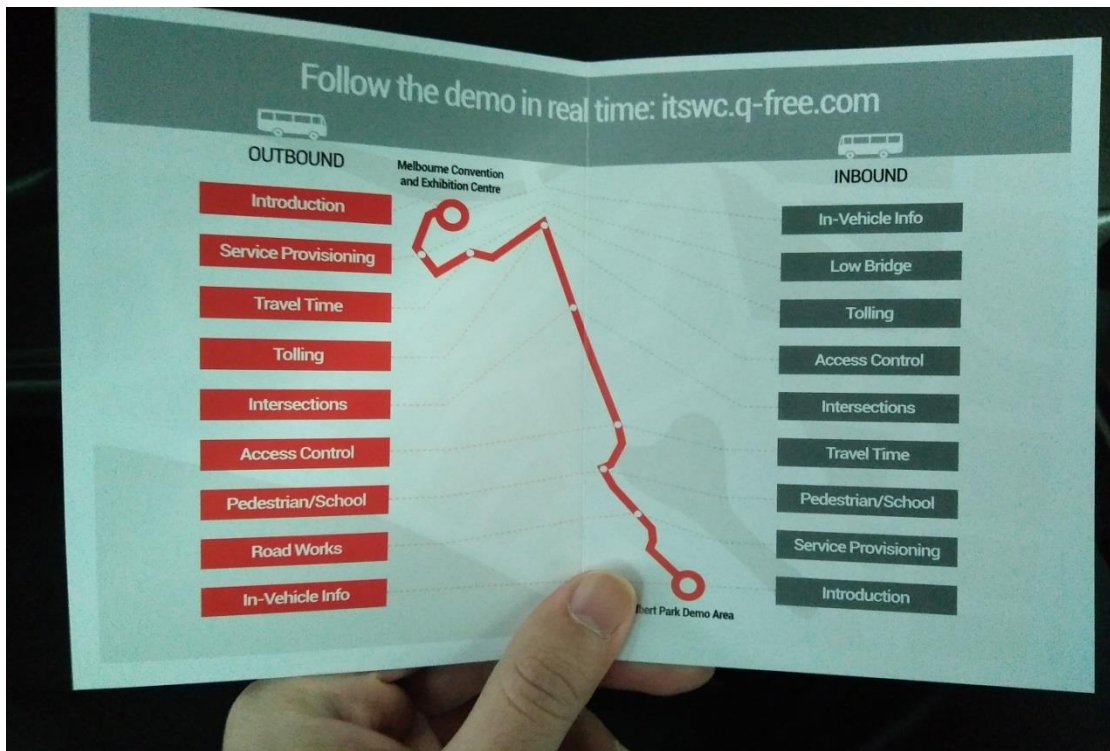 Follow the demo in real time: itswc.q-free.com
OUTBOUND
Introduction
Service Provisioning
Travel Time
Tolling
Intersections
Access Control
Pedestrian/School
Road Works
In-Vehicle Info
Melbourne Convention
and Exhibition Centre
Park Demo Area
INBOUND
In-Vehicle Info
Low Bridge
Tolling
Access Control
Intersections
Travel Time
Pedestrian/School
Service Provisioning
Introduction